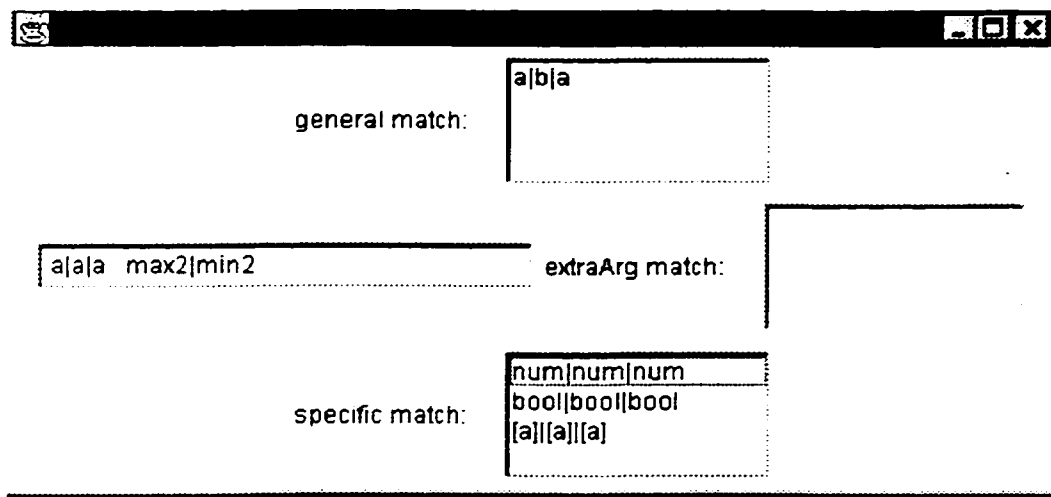 a|b|a
general match:
a|a|a max2|min2
extraArg match:
num|num|num
bool|bool|bool
specific match:
[a]|[a]|[a]